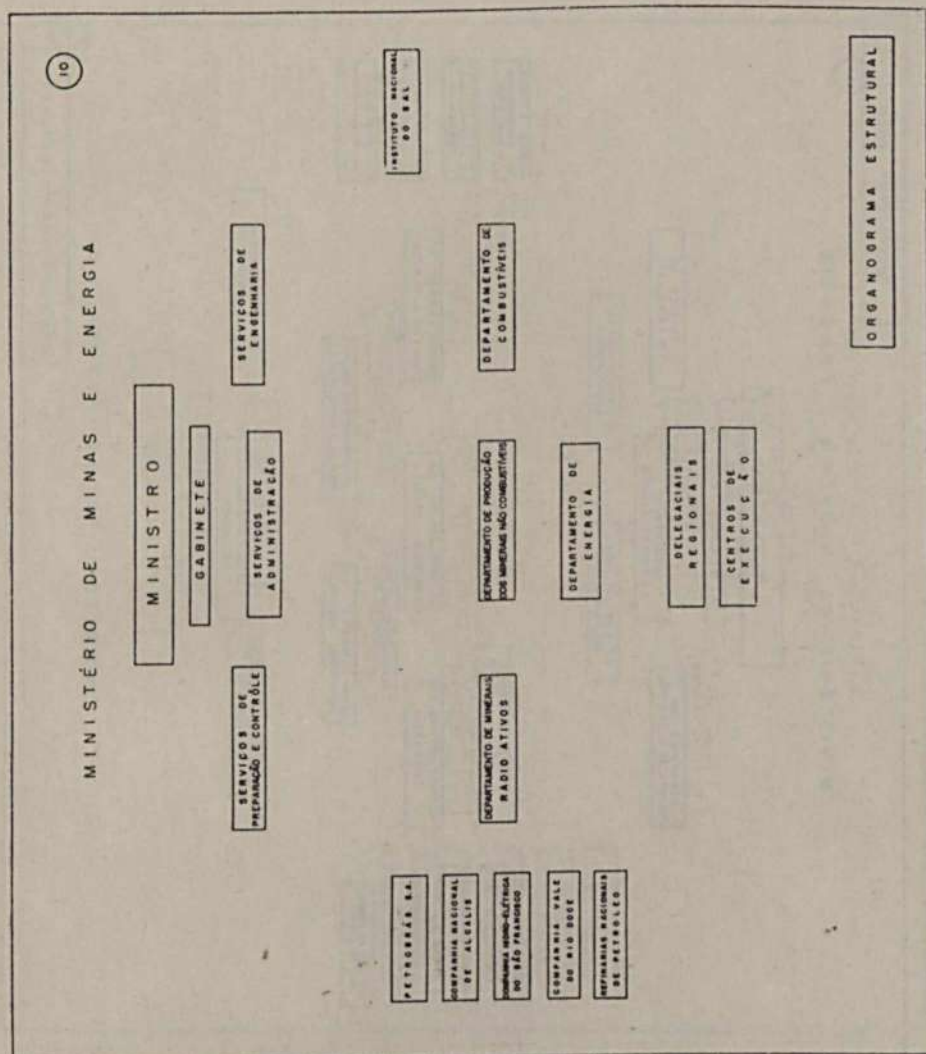 10
MINISTÉRIO DE MINAS E ENERGIA
MINISTRO
GABINETE
SERVIÇOS DE
PREPARAÇÃO E CONTRÔLE
SERVIÇOS DE
ADMINISTRAÇÃO
SERVIÇOS DE
ENGENHARIA
PETROBRÁS S.A.
COMPANHIA NACIONAL
DE ALCALIS
COMPANHIA HIDRO-ELÉTRICA
DO SÃO FRANCISCO
COMPANHIA VALE
DO RIO DOCE
REFINARIAS NACIONAIS
DE PETROLEO
INSTITUTO NACIONAL
DO SAL
DEPARTAMENTO DE MINERAIS
RADIO ATIVOS
DEPARTAMENTO DE PRODUÇÃO
DOS MINERAIS NÃO COMBUSTÍVEIS
DEPARTAMENTO DE
COMBUSTÍVEIS
DEPARTAMENTO DE
ENERGIA
DELEGACIAIS
REGIONAIS
CENTROS DE
EXECUÇÃO
ORGANOGRAMA ESTRUTURAL